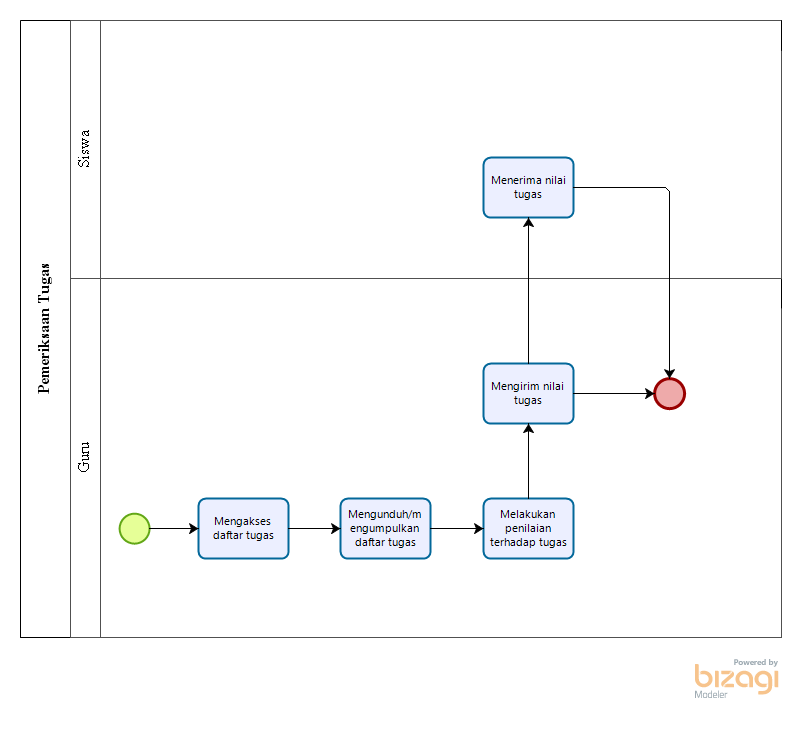 Pemeriksaan Tugas
Siswa
Menerima nilai
tugas
Guru
Mengirim nilai
tugas
Mengakses
daftar tugas
Mengunduh/m
engumpulkan
daftar tugas
Melakukan
penilaian
terhadap tugas
Powered by
bizagi
Modeler